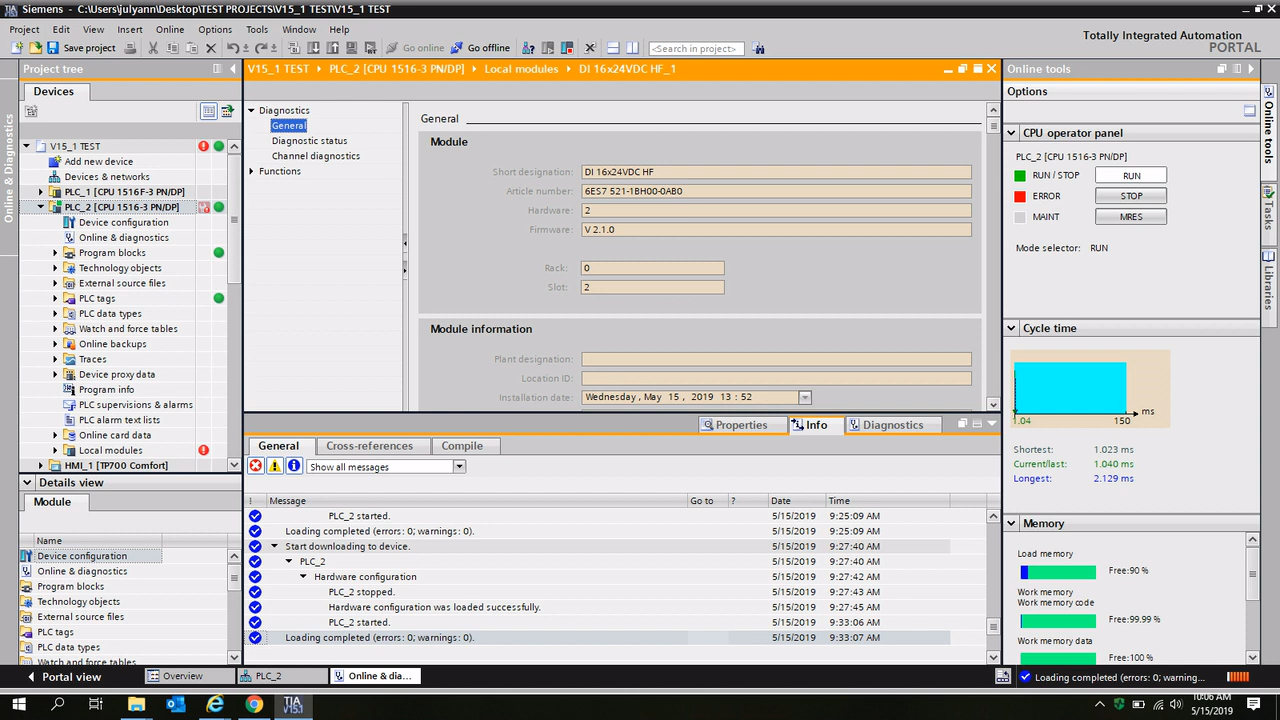 Siemens - C:\Users\julyann\Desktop\TEST PROJECTS\V15_1 TEST\V15_1 TEST
Project Edit View Insert Online Options Tools Window Help
Totally Integrated Automation
PORTAL
Save project
Go online
Go offline
<Search in project>
Project tree
Devices
V15_1 TEST
Add new device
Devices & networks
PLC_1 [CPU 1516F-3 PN/DP]
PLC_2 [CPU 1516-3 PN/DP]
Device configuration
Online & diagnostics
Program blocks
Technology objects
External source files
PLC tags
PLC data types
Watch and force tables
Online backups
Traces
Device proxy data
Program info
PLC supervisions & alarms
PLC alarm text lists
Online card data
Local modules
HMI_1 [TP700 Comfort]
Details view
Module
Name
Device configuration
Online & diagnostics
Program blocks
Technology objects
External source files
PLC tags
PLC data types
Watch and force tables
Online & Diagnostics
V15_1 TEST PLC_2 [CPU 1516-3 PN/DP] Local modules DI 16x24VDC HF_1
Diagnostics
General
Diagnostic status
Channel diagnostics
Functions
General
Module
Short designation: DI 16x24VDC HF
Article number: 6ES7 521-1BH00-0AB0
Hardware: 2
Firmware: V 2.1.0
Rack: 0
Slot: 2
Module information
Plant designation:
Location ID:
Installation date: Wednesday, May 15, 2019 13 : 52
Properties Info Diagnostics
General Cross-references Compile
Show all messages
! Message Go to ? Date Time
PLC_2 started. 5/15/2019 9:25:09 AM
Loading completed (errors: 0; warnings: 0). 5/15/2019 9:25:09 AM
Start downloading to device. 5/15/2019 9:27:40 AM
PLC_2 5/15/2019 9:27:40 AM
Hardware configuration 5/15/2019 9:27:42 AM
PLC_2 stopped. 5/15/2019 9:27:43 AM
Hardware configuration was loaded successfully. 5/15/2019 9:27:45 AM
PLC_2 started. 5/15/2019 9:33:06 AM
Loading completed (errors: 0; warnings: 0). 5/15/2019 9:33:07 AM
Online tools
Options
CPU operator panel
PLC_2 [CPU 1516-3 PN/DP]
RUN / STOP RUN
ERROR STOP
MAINT MRES
Mode selector: RUN
Cycle time
ms
1.04 150
Shortest: 1.023 ms
Current/last: 1.040 ms
Longest: 2.129 ms
Memory
Load memory
Free:90 %
Work memory
Work memory code
Free:99.99 %
Work memory data
Free:100 %
Online tools
Tasks
Libraries
Portal view
Overview
PLC_2
Online & dia...
Loading completed (errors: 0; warning...
TIA
V15.1
10:06 AM
5/15/2019